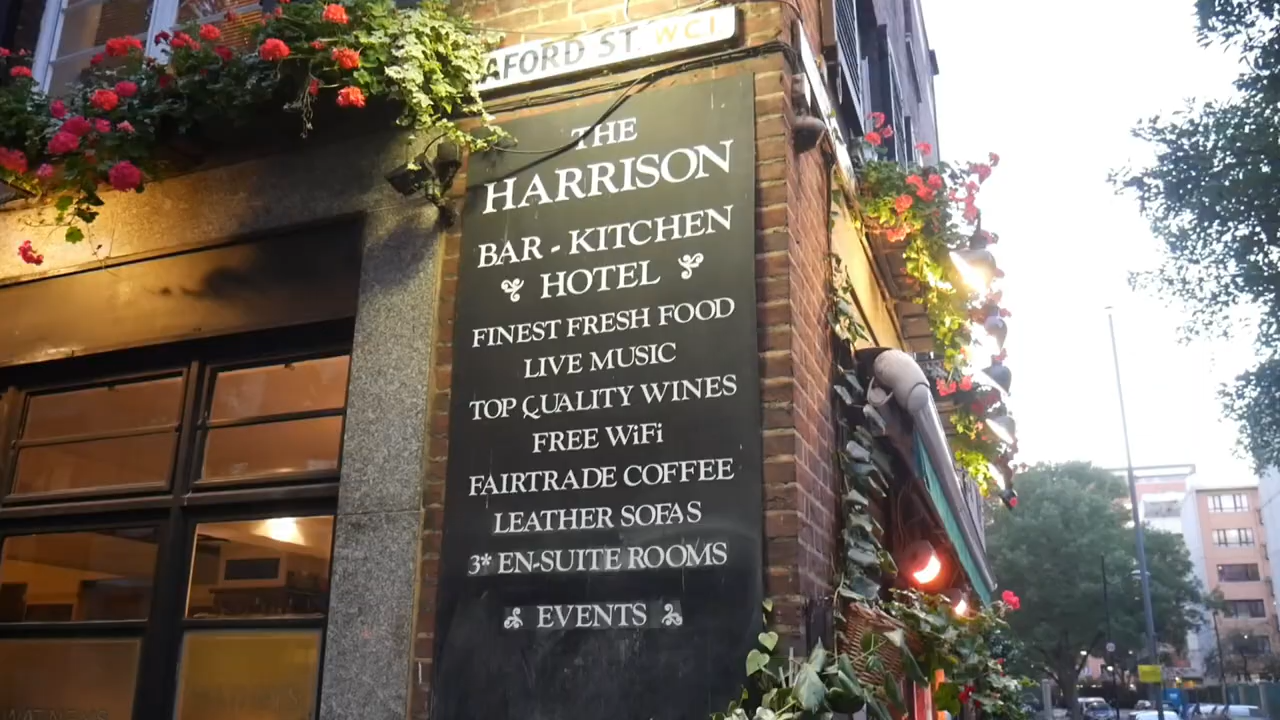 AFORD ST. WC1
THE
HARRISON
BAR - KITCHEN
HOTEL
FINEST FRESH FOOD
LIVE MUSIC
TOP QUALITY WINES
FREE WiFi
FAIRTRADE COFFEE
LEATHER SOFAS
3* EN-SUITE ROOMS
EVENTS